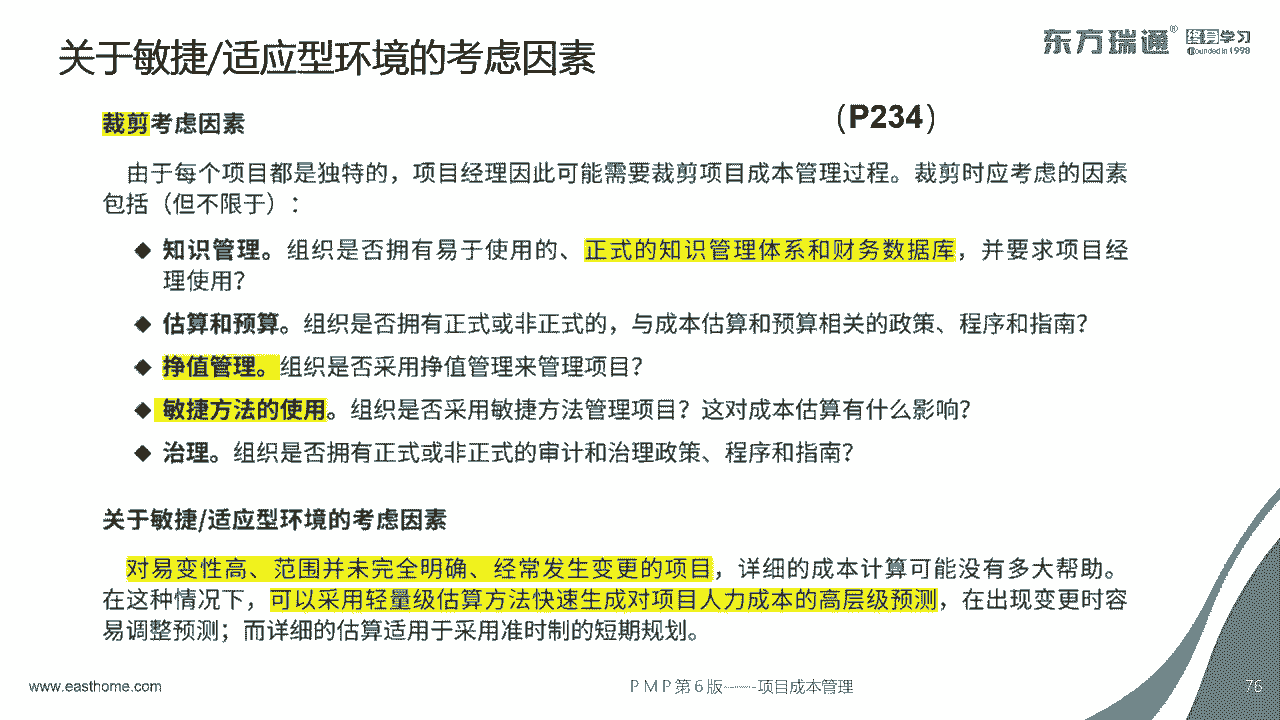 关于敏捷/适应型环境的考虑因素
东方瑞通® 终身学习
Founded in 1998
裁剪考虑因素
（P234）
由于每个项目都是独特的，项目经理因此可能需要裁剪项目成本管理过程。裁剪时应考虑的因素
包括（但不限于）：
◆ 知识管理。组织是否拥有易于使用的、正式的知识管理体系和财务数据库，并要求项目经
理使用？
◆ 估算和预算。组织是否拥有正式或非正式的，与成本估算和预算相关的政策、程序和指南？
◆ 挣值管理。组织是否采用挣值管理来管理项目？
◆ 敏捷方法的使用。组织是否采用敏捷方法管理项目？这对成本估算有什么影响？
◆ 治理。组织是否拥有正式或非正式的审计和治理政策、程序和指南？
关于敏捷/适应型环境的考虑因素
对易变性高、范围并未完全明确、经常发生变更的项目，详细的成本计算可能没有多大帮助。
在这种情况下，可以采用轻量级估算方法快速生成对项目人力成本的高层级预测，在出现变更时容
易调整预测；而详细的估算适用于采用准时制的短期规划。
www.easthome.com
PMP第6版-----项目成本管理
76